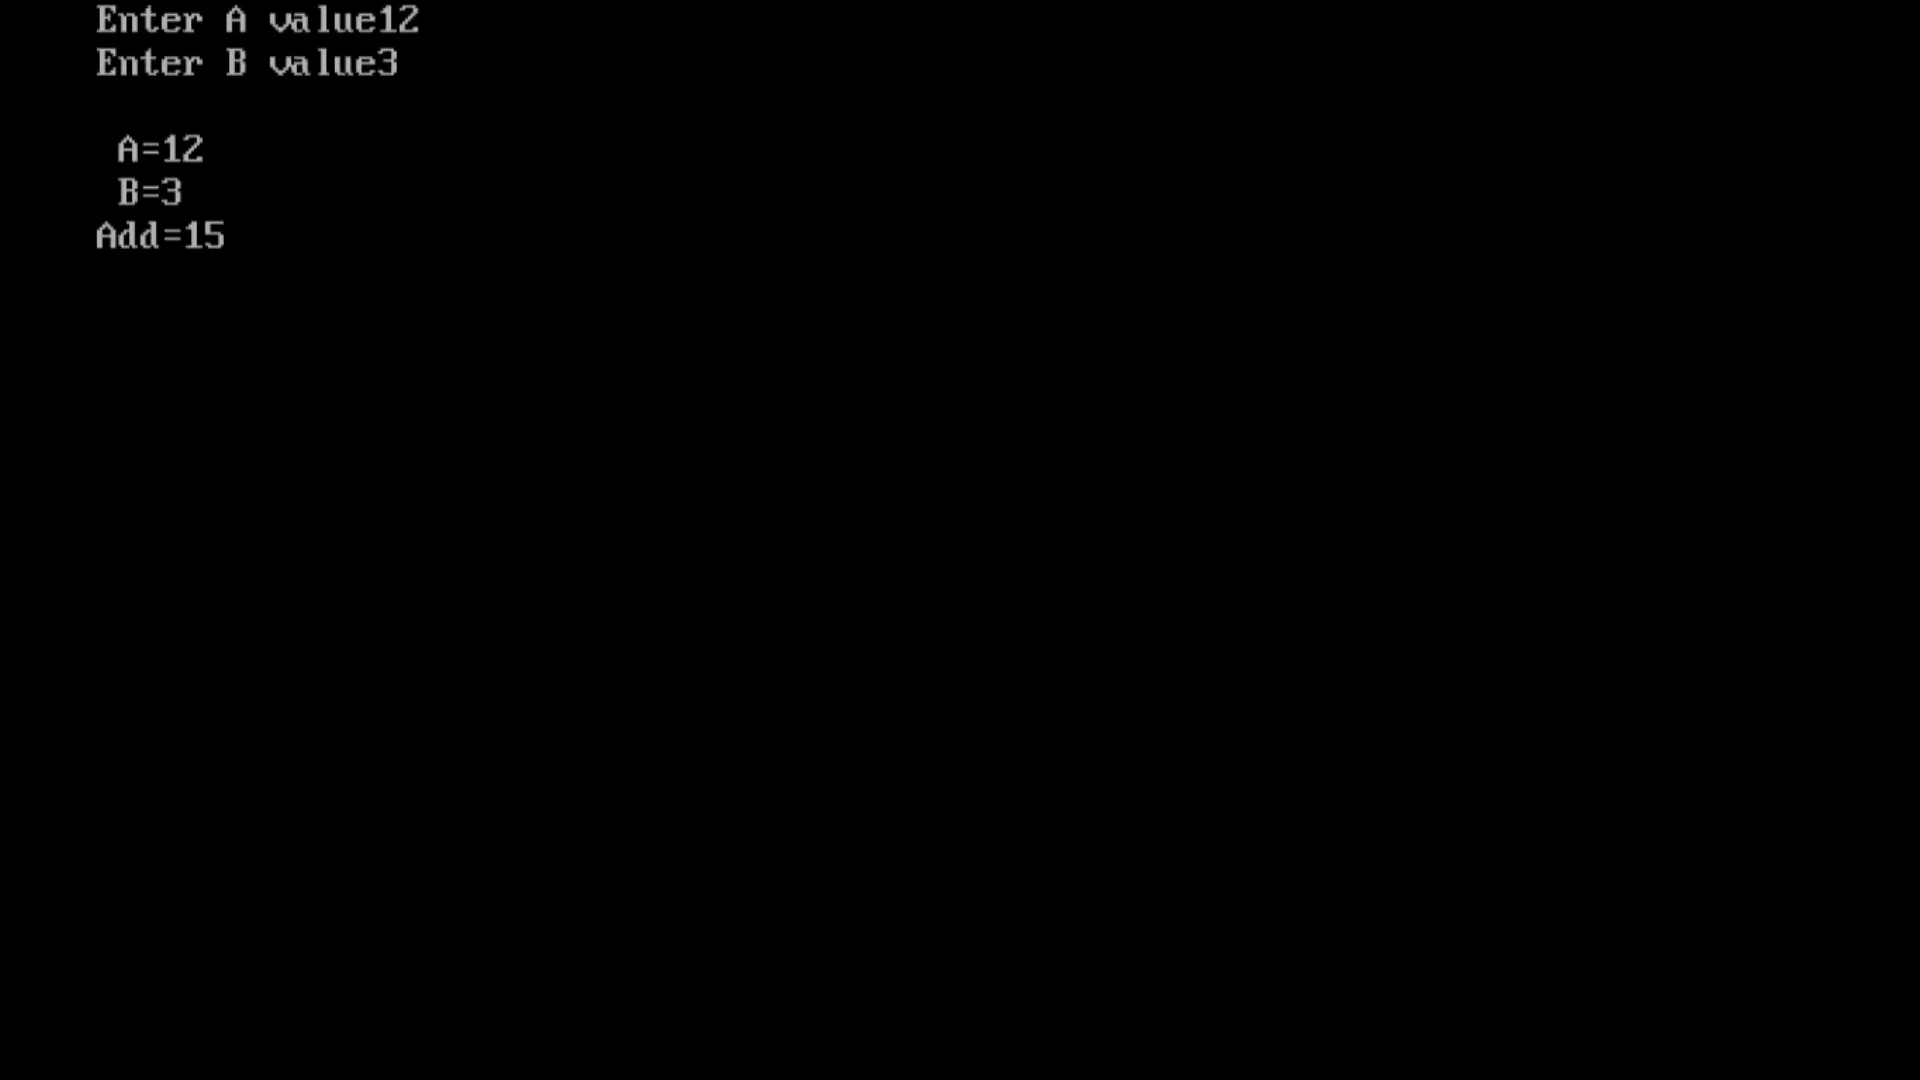 Enter A value12
Enter B value3
A=12
B=3
Add=15